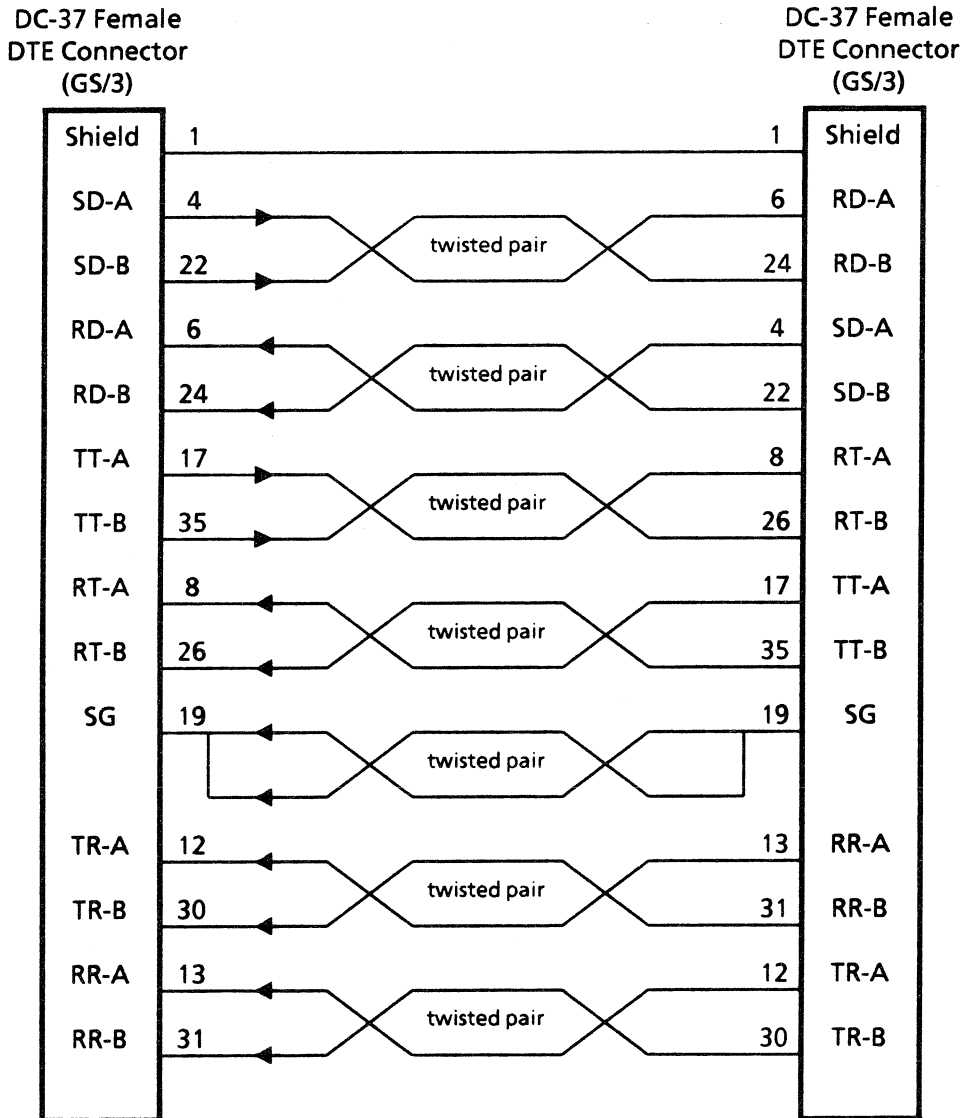 DC-37 Female DTE Connector (GS/3)
DC-37 Female DTE Connector (GS/3)
Shield 1 1 Shield
SD-A 4 6 RD-A
twisted pair
SD-B 22 24 RD-B
RD-A 6 4 SD-A
twisted pair
RD-B 24 22 SD-B
TT-A 17 8 RT-A
twisted pair
TT-B 35 26 RT-B
RT-A 8 17 TT-A
twisted pair
RT-B 26 35 TT-B
SG 19 19 SG
twisted pair
TR-A 12 13 RR-A
twisted pair
TR-B 30 31 RR-B
RR-A 13 12 TR-A
twisted pair
RR-B 31 30 TR-B